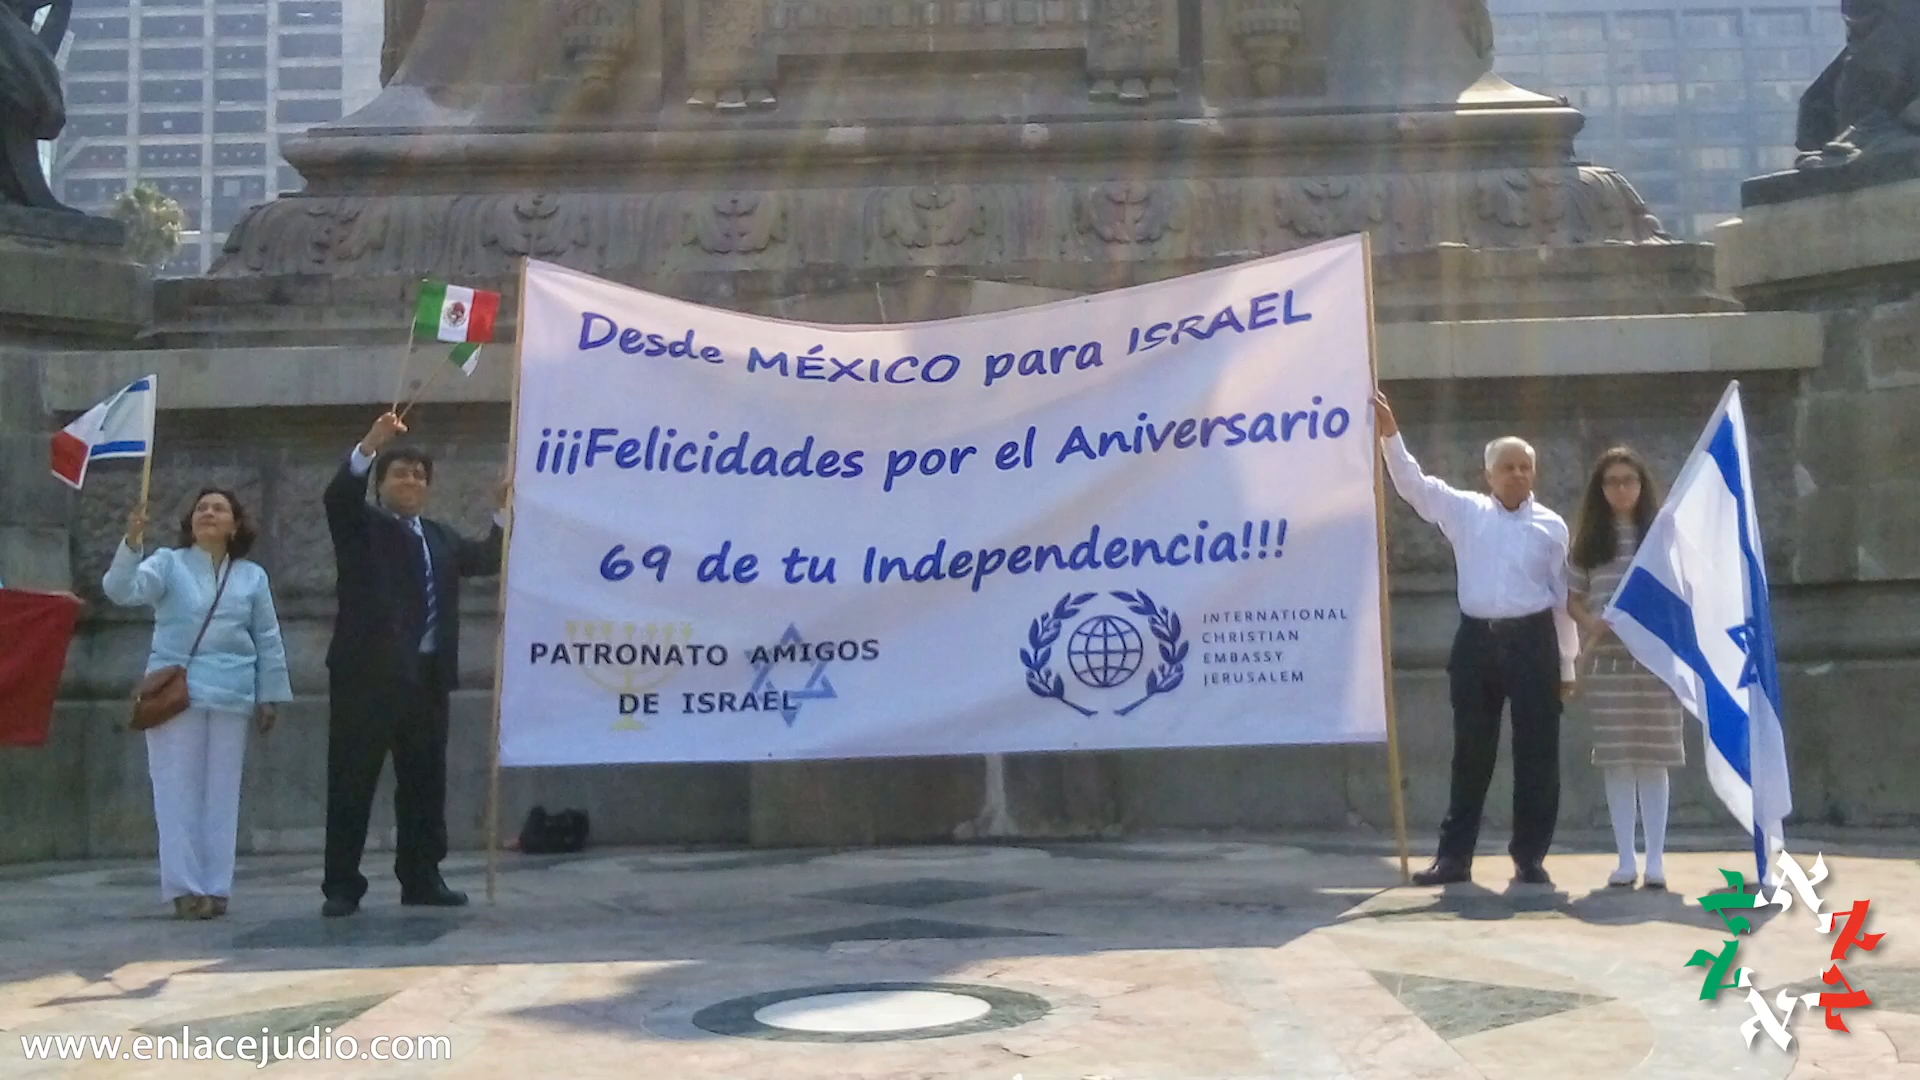 Desde MÉXICO para ISRAEL
¡¡¡Felicidades por el Aniversario
69 de tu Independencia!!!
PATRONATO AMIGOS
DE ISRAEL
INTERNATIONAL
CHRISTIAN
EMBASSY
JERUSALEM
www.enlacejudio.com